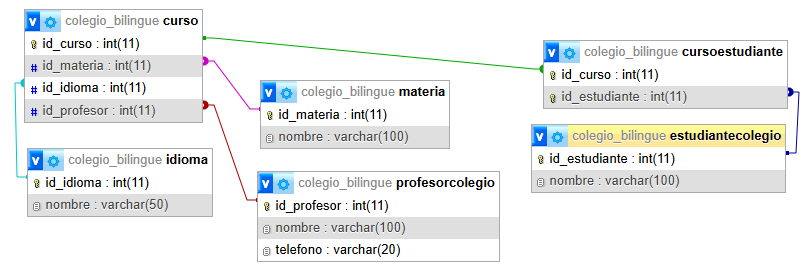 v colegio_bilingue curso
id_curso : int(11)
# id_materia : int(11)
# id_idioma : int(11)
# id_profesor : int(11)
v colegio_bilingue cursoestudiante
id_curso : int(11)
id_estudiante : int(11)
v colegio_bilingue materia
id_materia : int(11)
nombre : varchar(100)
v colegio_bilingue estudiantecolegio
id_estudiante : int(11)
nombre : varchar(100)
v colegio_bilingue idioma
id_idioma : int(11)
nombre : varchar(50)
v colegio_bilingue profesorcolegio
id_profesor : int(11)
nombre : varchar(100)
telefono : varchar(20)